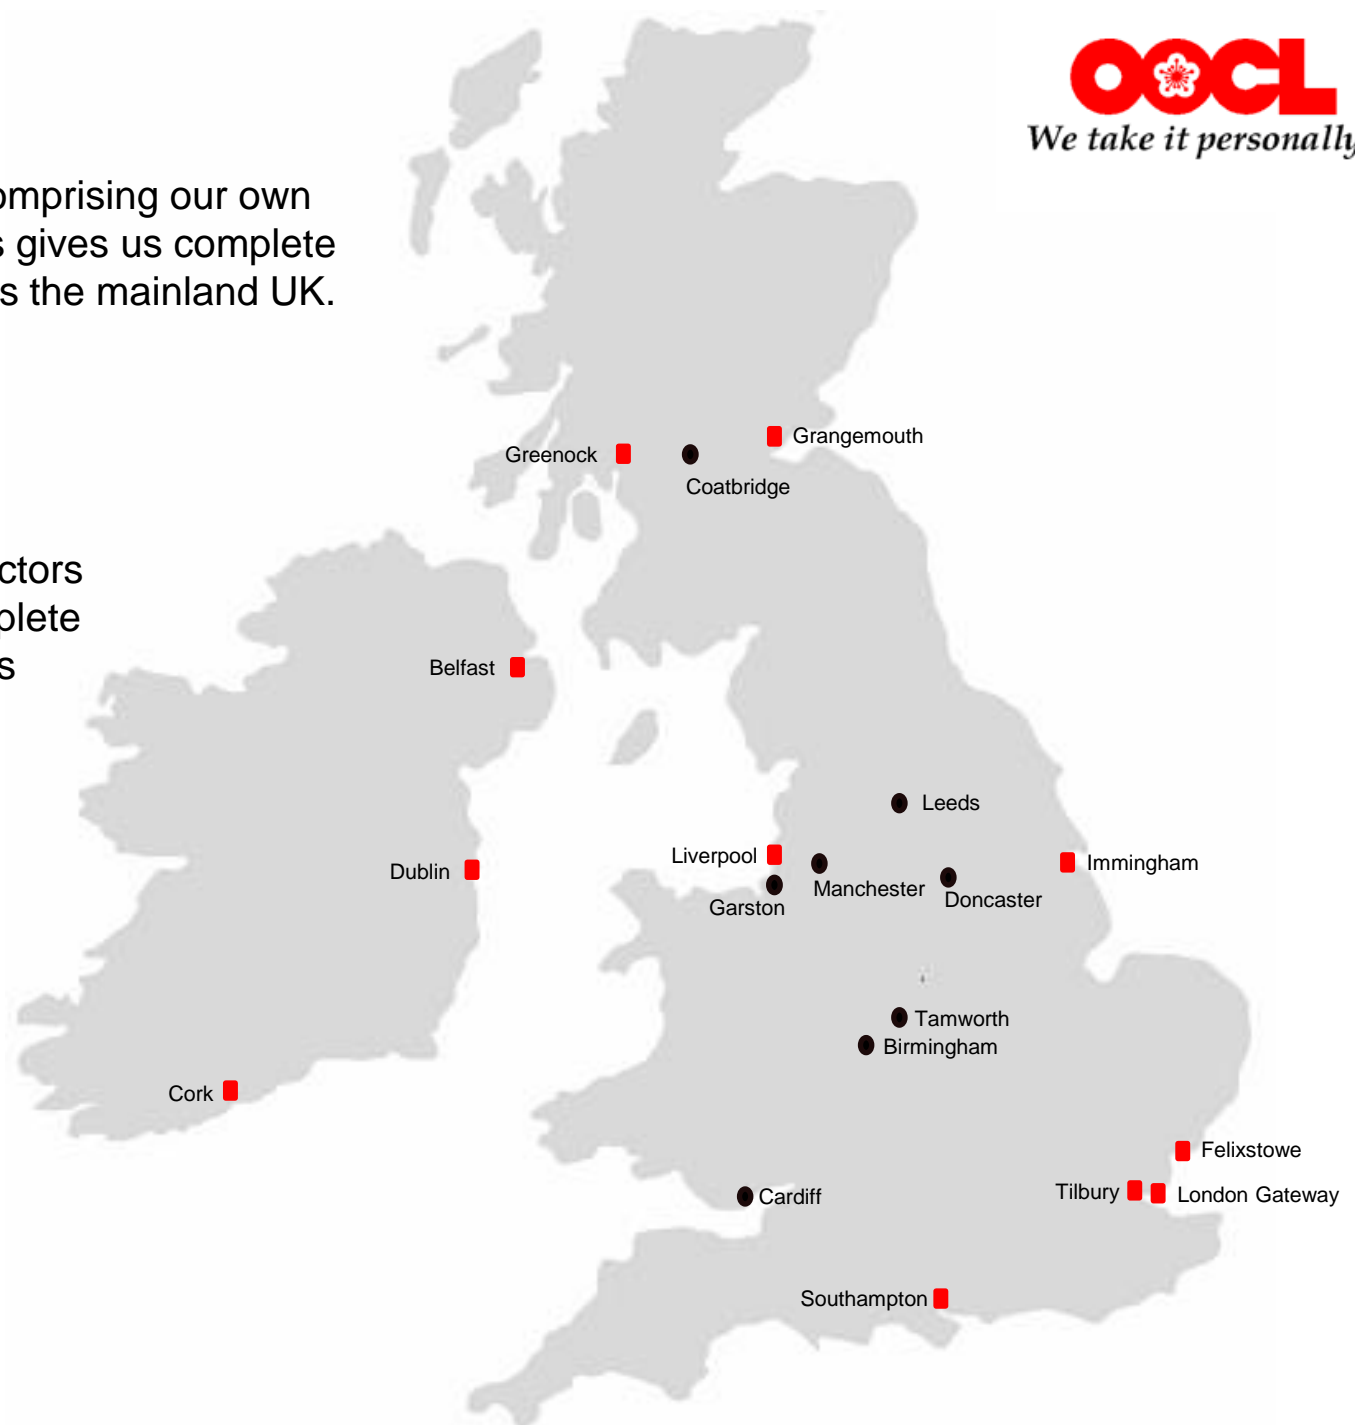 OOCL
We take it personally
omprising our own
s gives us complete
s the mainland UK.
Grangemouth
Greenock
Coatbridge
ctors
plete
s
Belfast
Leeds
Liverpool
Immingham
Dublin
Manchester
Doncaster
Garston
Tamworth
Birmingham
Cork
Felixstowe
Tilbury
London Gateway
Cardiff
Southampton